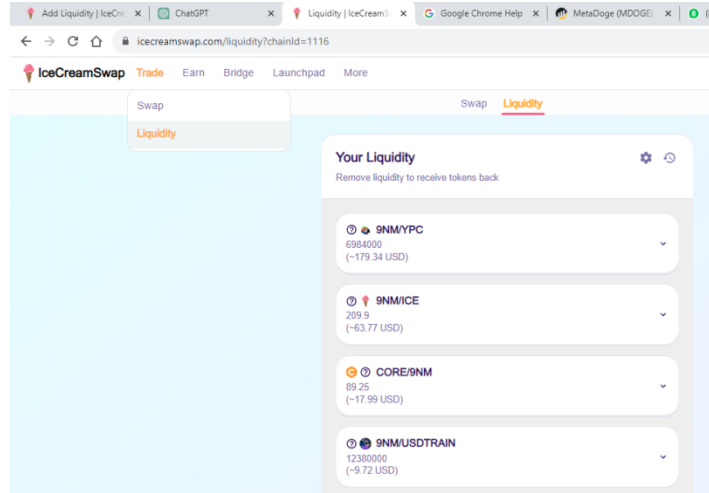 Add Liquidity | IceCre
ChatGPT
Liquidity | IceCreamS
Google Chrome Help
MetaDoge (MDOGE)
icecreamswap.com/liquidity?chainId=1116
IceCreamSwap Trade Earn Bridge Launchpad More
Swap
Liquidity
Swap Liquidity
Your Liquidity
Remove liquidity to receive tokens back
9NM/YPC
6984000
(~179.34 USD)
9NM/ICE
209.9
(~63.77 USD)
CORE/9NM
89.25
(~17.99 USD)
9NM/USDTRAIN
12380000
(~9.72 USD)